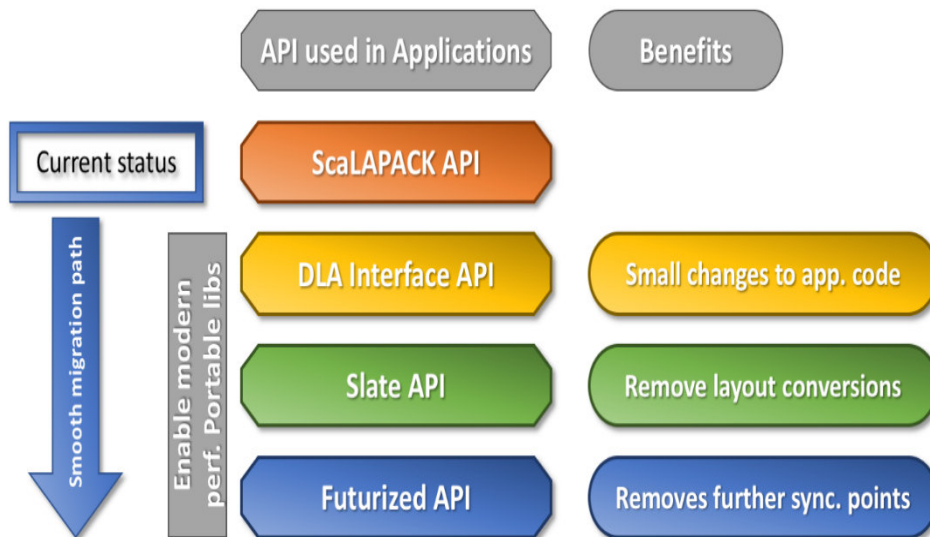 API used in Applications
Benefits
Current status
ScaLAPACK API
Smooth migration path
Enable modern
perf. Portable libs
DLA Interface API
Small changes to app. code
Slate API
Remove layout conversions
Futurized API
Removes further sync. points